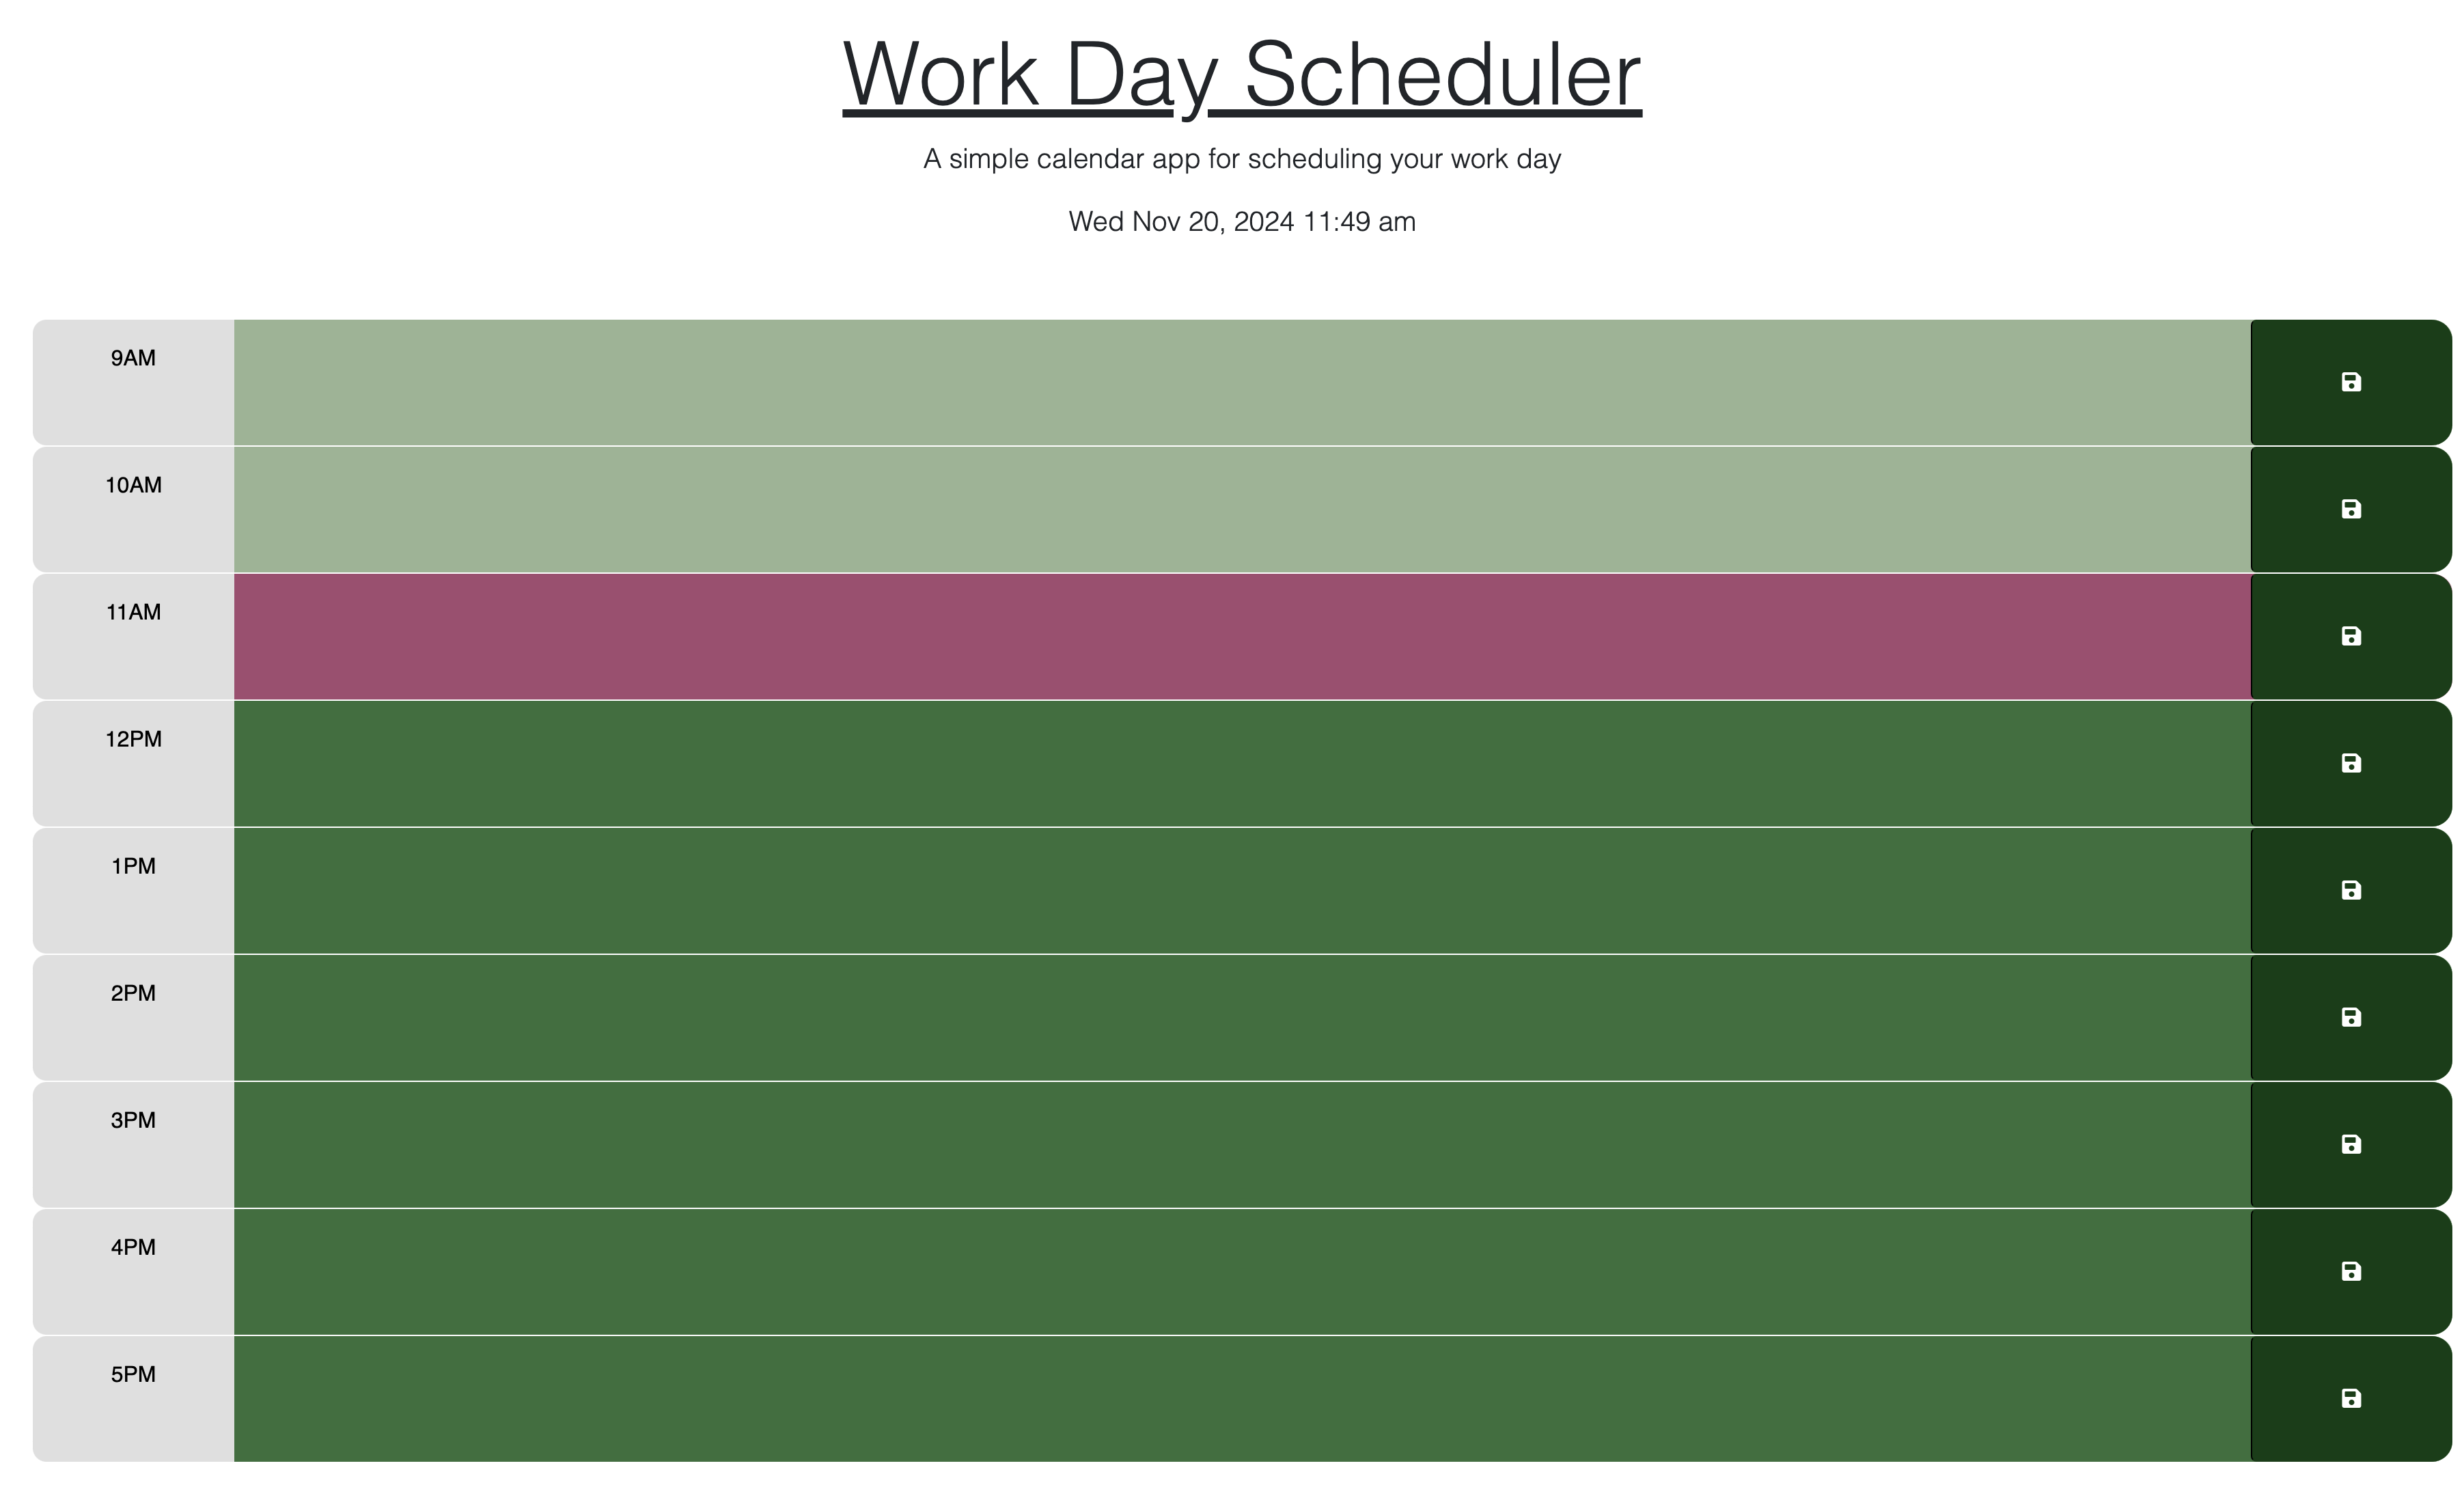 Work Day Scheduler
A simple calendar app for scheduling your work day
Wed Nov 20, 2024 11:49 am
9AM
10AM
11AM
12PM
1PM
2PM
3PM
4PM
5PM